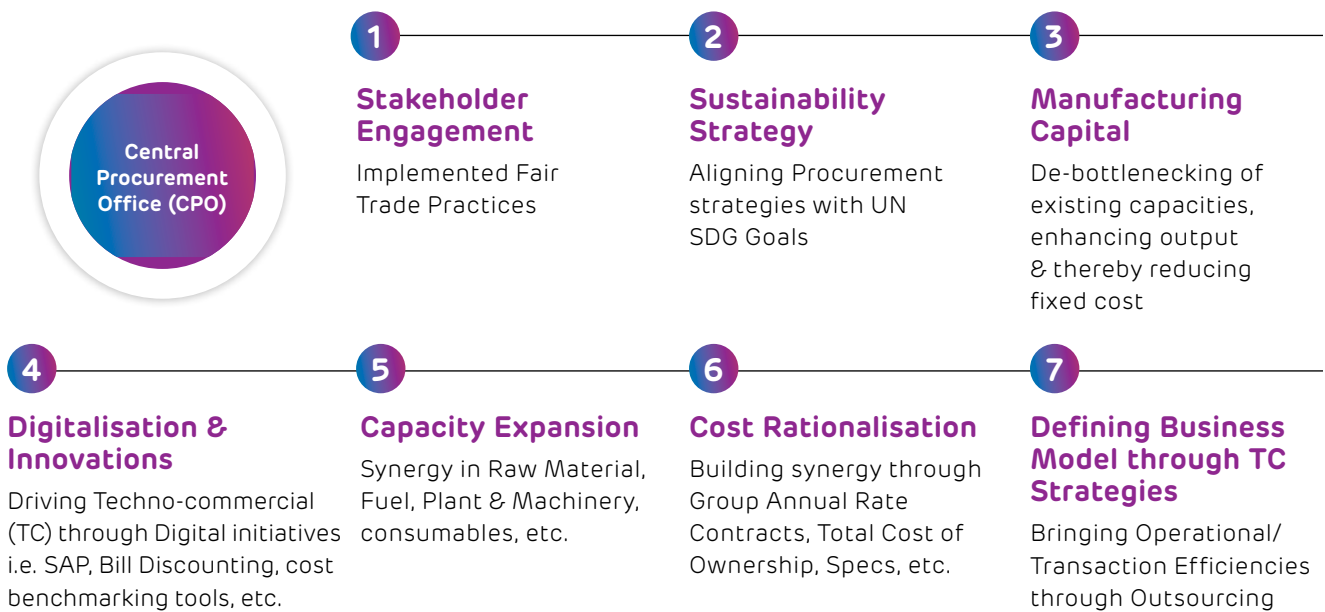 Central
Procurement
Office (CPO)
1
Stakeholder
Engagement
Implemented Fair
Trade Practices
2
Sustainability
Strategy
Aligning Procurement
strategies with UN
SDG Goals
3
Manufacturing
Capital
De-bottlenecking of
existing capacities,
enhancing output
& thereby reducing
fixed cost
4
Digitalisation &
Innovations
Driving Techno-commercial
(TC) through Digital initiatives
i.e. SAP, Bill Discounting, cost
benchmarking tools, etc.
5
Capacity Expansion
Synergy in Raw Material,
Fuel, Plant & Machinery,
consumables, etc.
6
Cost Rationalisation
Building synergy through
Group Annual Rate
Contracts, Total Cost of
Ownership, Specs, etc.
7
Defining Business
Model through TC
Strategies
Bringing Operational/
Transaction Efficiencies
through Outsourcing